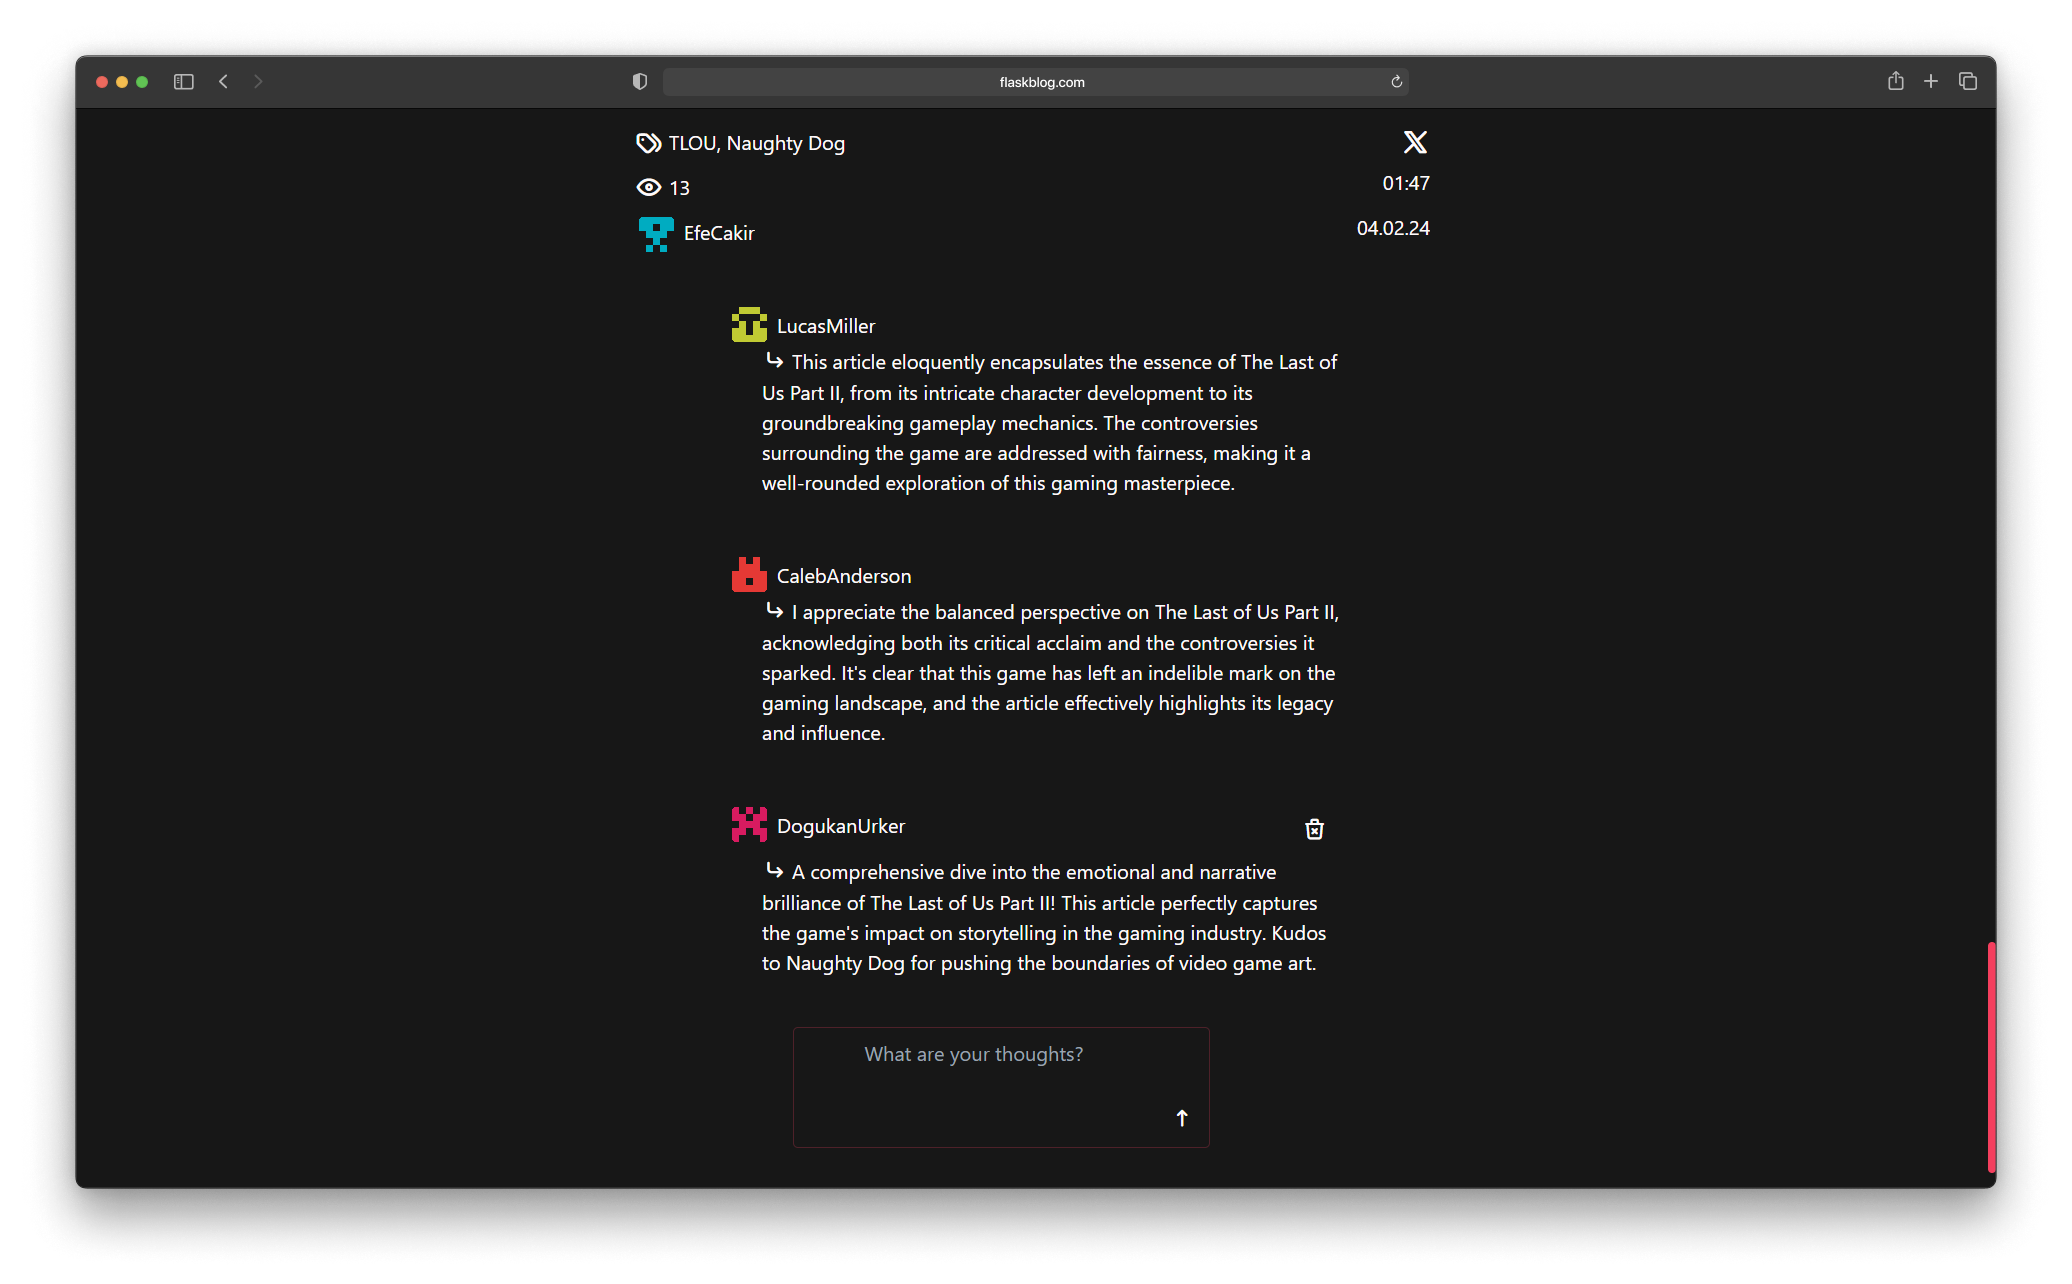 flaskblog.com
TLOU, Naughty Dog
13
01:47
EfeCakir
04.02.24
LucasMiller
This article eloquently encapsulates the essence of The Last of
Us Part II, from its intricate character development to its
groundbreaking gameplay mechanics. The controversies
surrounding the game are addressed with fairness, making it a
well-rounded exploration of this gaming masterpiece.
CalebAnderson
I appreciate the balanced perspective on The Last of Us Part II,
acknowledging both its critical acclaim and the controversies it
sparked. It's clear that this game has left an indelible mark on the
gaming landscape, and the article effectively highlights its legacy
and influence.
DogukanUrker
A comprehensive dive into the emotional and narrative
brilliance of The Last of Us Part II! This article perfectly captures
the game's impact on storytelling in the gaming industry. Kudos
to Naughty Dog for pushing the boundaries of video game art.
What are your thoughts?